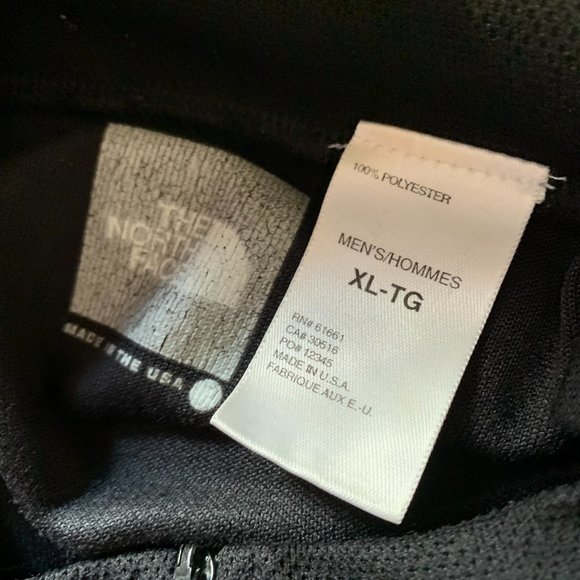 THE
NORTH
FACE
MADE IN THE U.S.A.
100% POLYESTER
MEN'S/HOMMES
XL-TG
RN# 61661
CA# 30516
PO# 12345
MADE IN U.S.A.
FABRIQUE AUX E.-U.